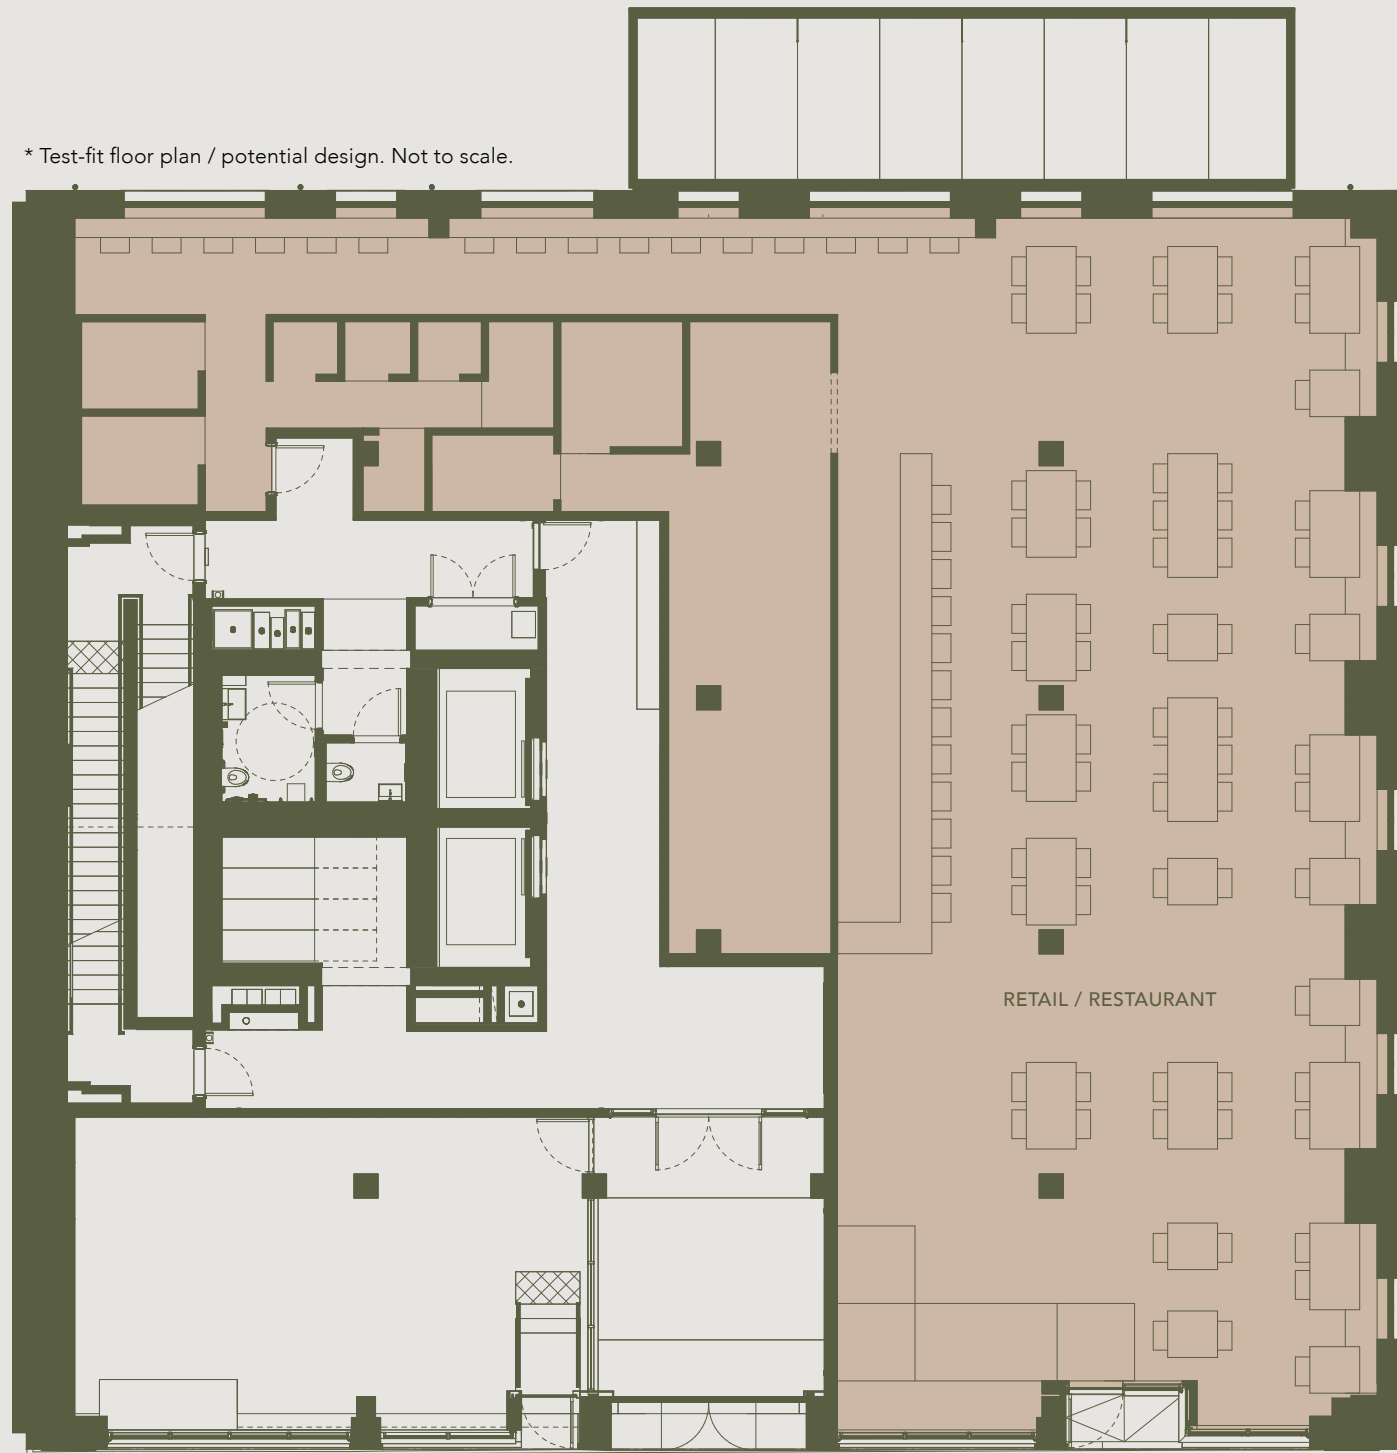 * Test-fit floor plan / potential design. Not to scale.
RETAIL / RESTAURANT